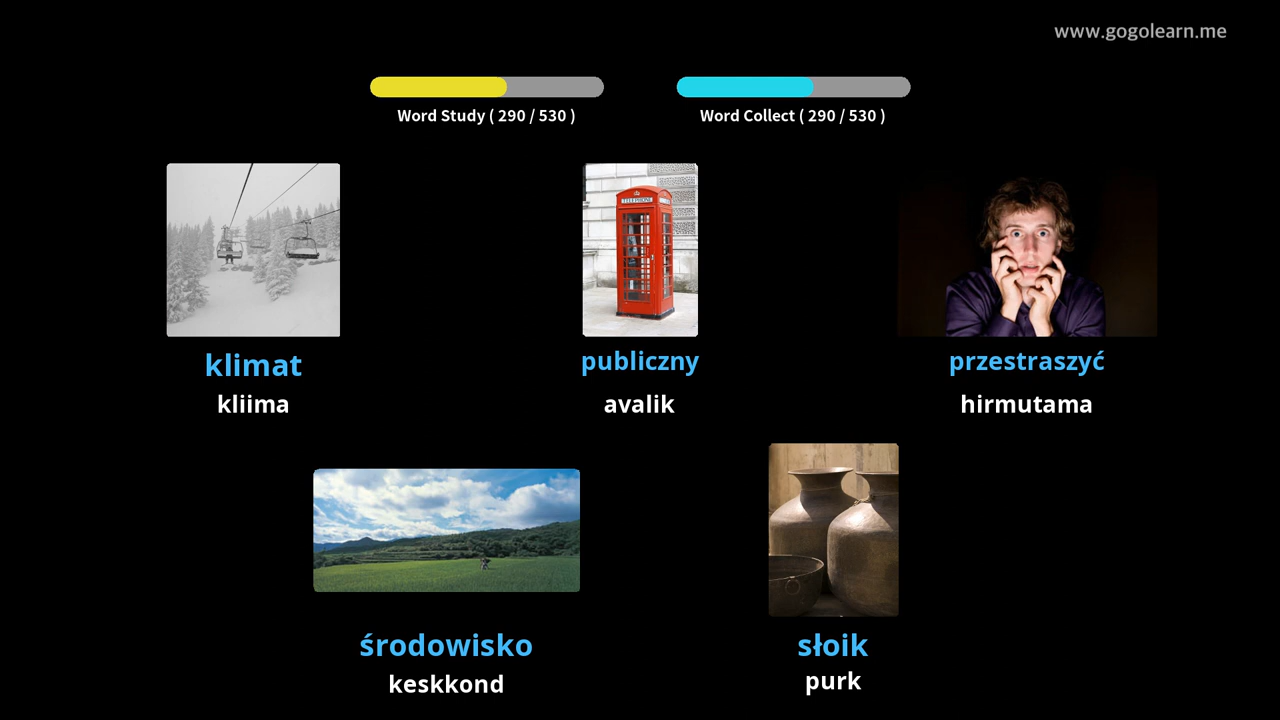 www.gogolearn.me
Word Study ( 290 / 530 )
Word Collect ( 290 / 530 )
TELEPHONE
klimat
publiczny
przestraszyć
kliima
avalik
hirmutama
środowisko
słoik
keskkond
purk